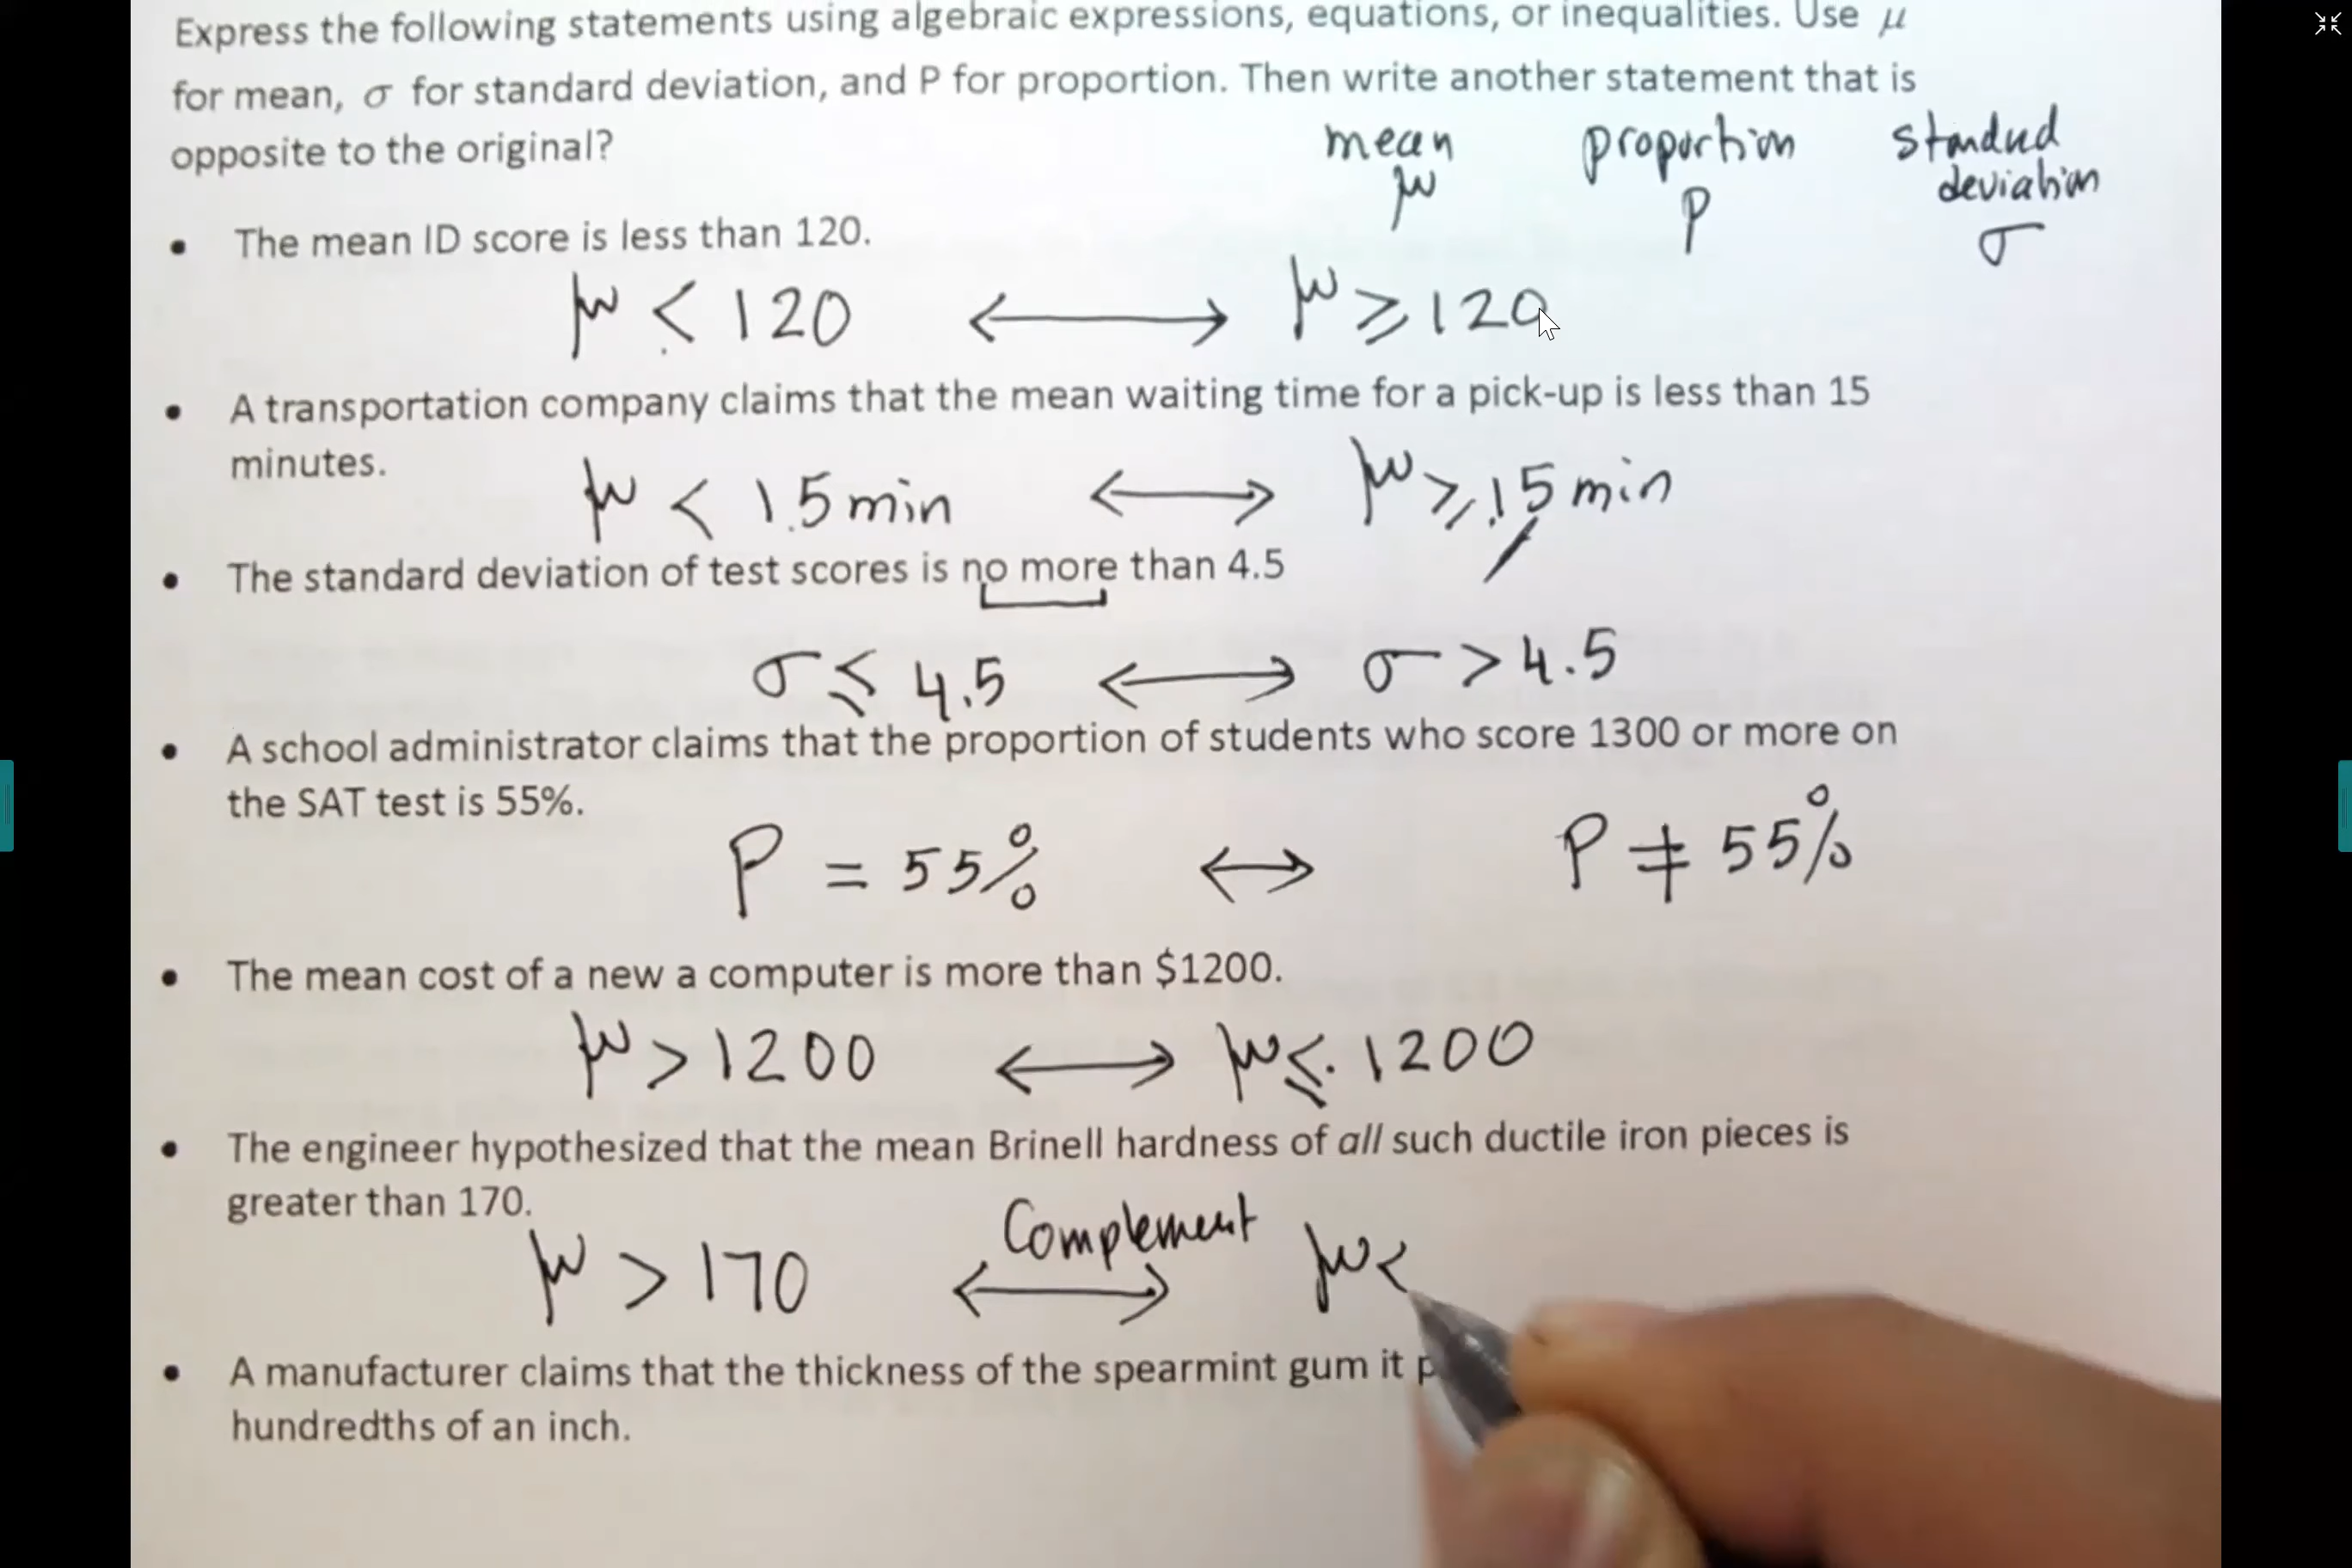 Express the following statements using algebraic expressions, equations, or inequalities. Use μ
for mean, σ for standard deviation, and P for proportion. Then write another statement that is
opposite to the original?
mean proportion standard
deviation
μ P σ
• The mean ID score is less than 120.
μ < 120 ⟷ μ ≥ 120
• A transportation company claims that the mean waiting time for a pick-up is less than 15
minutes.
μ < 15 min ⟷ μ ≥ 15 min
• The standard deviation of test scores is no more than 4.5
σ ≤ 4.5 ⟷ σ > 4.5
• A school administrator claims that the proportion of students who score 1300 or more on
the SAT test is 55%.
P = 55% ⟷ P ≠ 55%
• The mean cost of a new a computer is more than $1200.
μ > 1200 ⟷ μ ≤ 1200
• The engineer hypothesized that the mean Brinell hardness of all such ductile iron pieces is
greater than 170.
Complement
μ > 170 ⟷ μ <
• A manufacturer claims that the thickness of the spearmint gum it
hundredths of an inch.